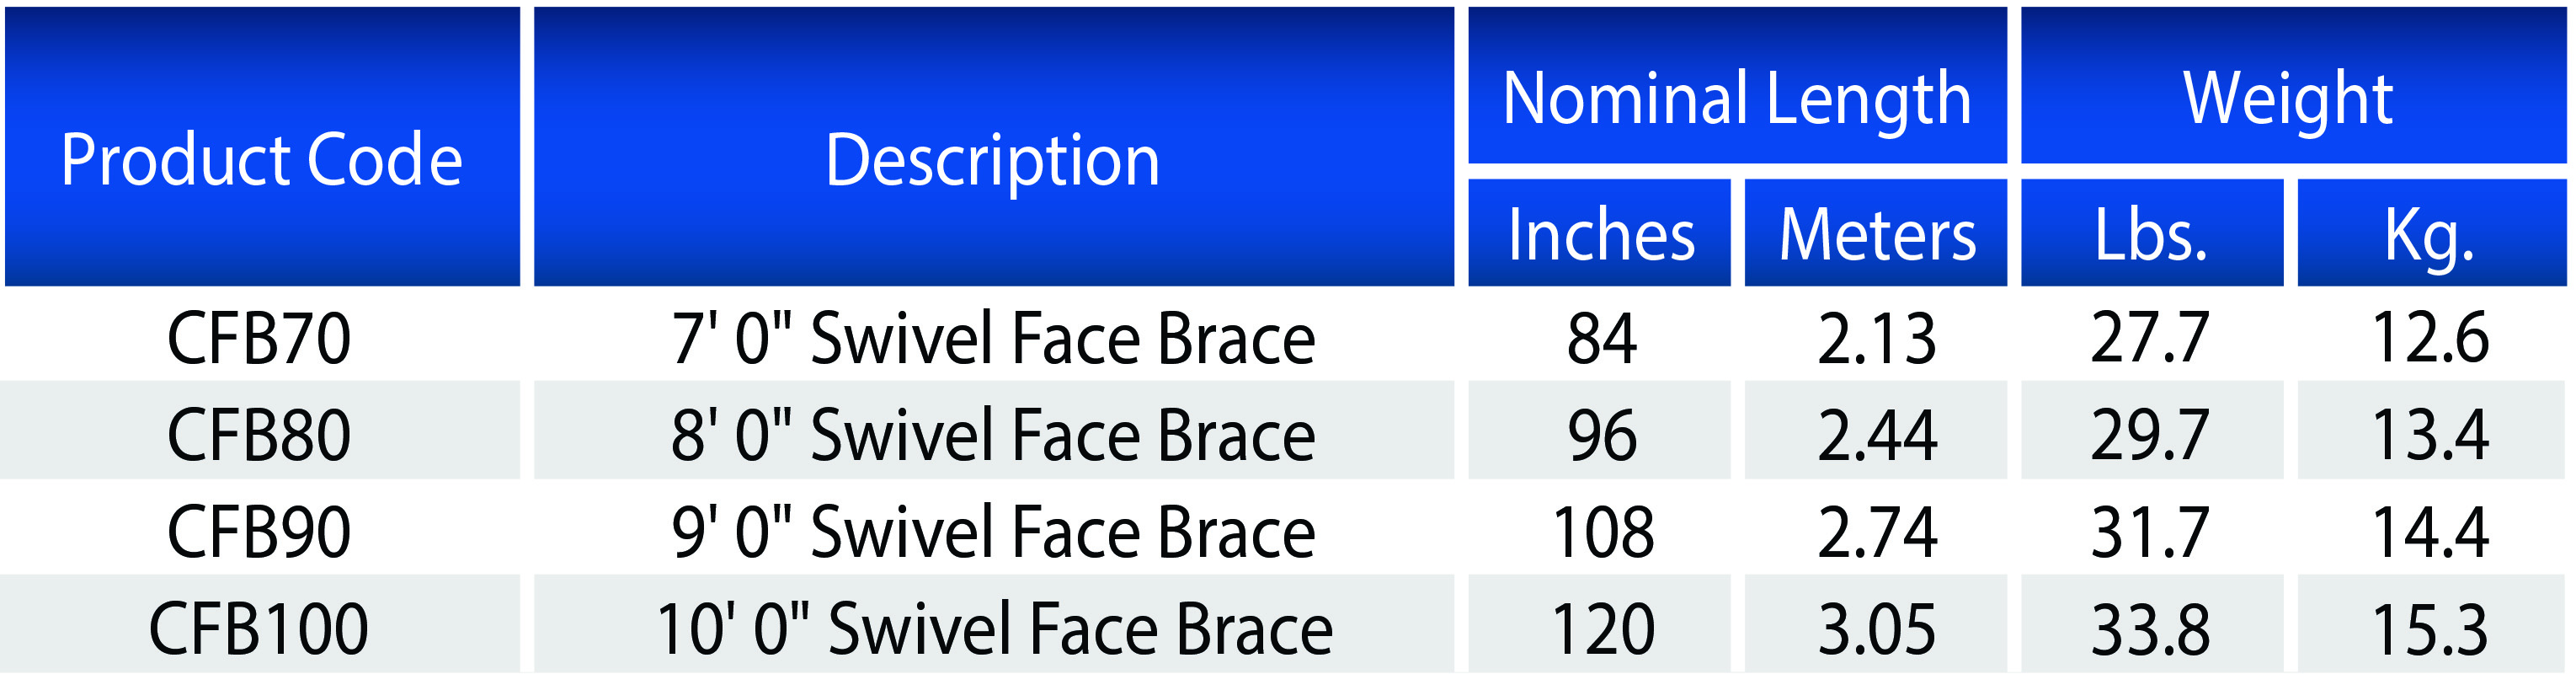 Product Code Description Nominal Length Weight
Inches Meters Lbs. Kg.
CFB70 7' 0" Swivel Face Brace 84 2.13 27.7 12.6
CFB80 8' 0" Swivel Face Brace 96 2.44 29.7 13.4
CFB90 9' 0" Swivel Face Brace 108 2.74 31.7 14.4
CFB100 10' 0" Swivel Face Brace 120 3.05 33.8 15.3